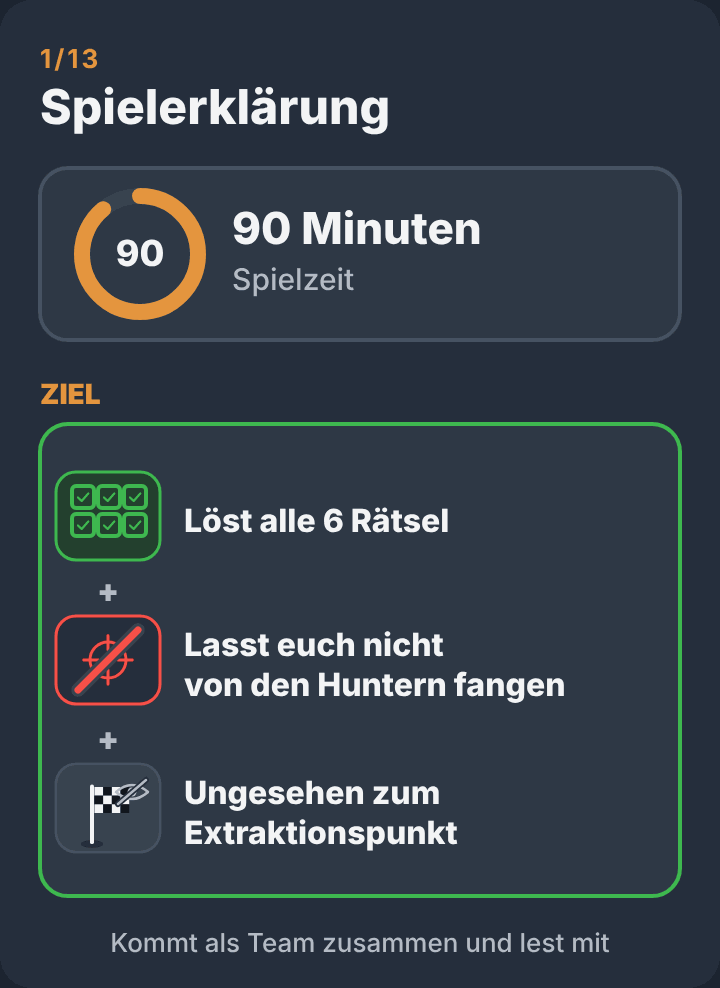 1/13
Spielerklärung
90
90 Minuten
Spielzeit
ZIEL
Löst alle 6 Rätsel
+
Lasst euch nicht
von den Huntern fangen
+
Ungesehen zum
Extraktionspunkt
Kommt als Team zusammen und lest mit